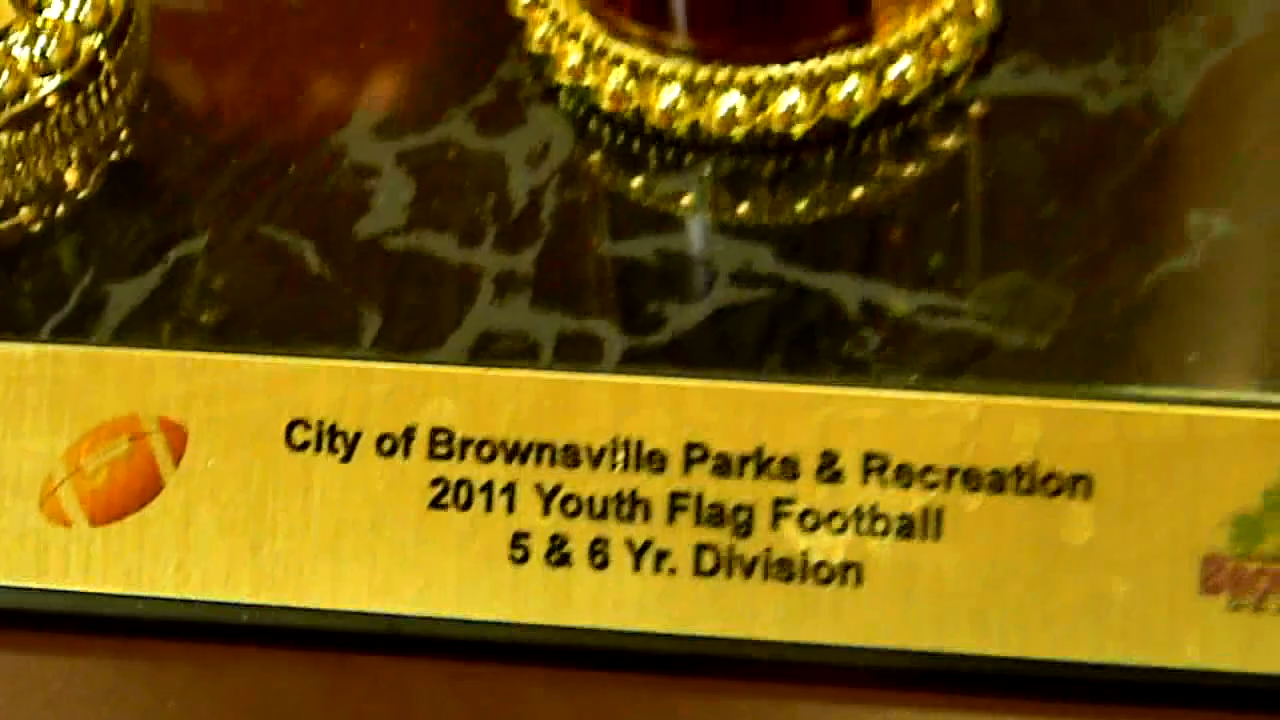 City of Brownsville Parks & Recreation
2011 Youth Flag Football
5 & 6 Yr. Division